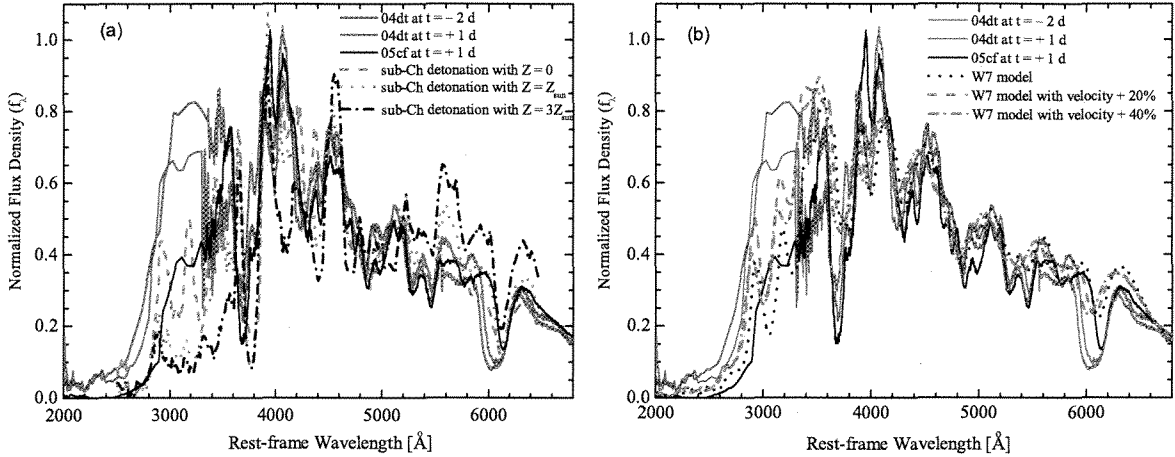 (a)
04dt at t = − 2 d
04dt at t = + 1 d
05cf at t = + 1 d
sub-Ch detonation with Z = 0
sub-Ch detonation with Z = Zsun
sub-Ch detonation with Z = 3Zsun
Normalized Flux Density (fλ)
1.0
0.8
0.6
0.4
0.2
0.0
2000 3000 4000 5000 6000
Rest-frame Wavelength [Å]
(b)
04dt at t = − 2 d
04dt at t = + 1 d
05cf at t = + 1 d
W7 model
W7 model with velocity + 20%
W7 model with velocity + 40%
Normalized Flux Density (fλ)
1.0
0.8
0.6
0.4
0.2
0.0
2000 3000 4000 5000 6000
Rest-frame Wavelength [Å]